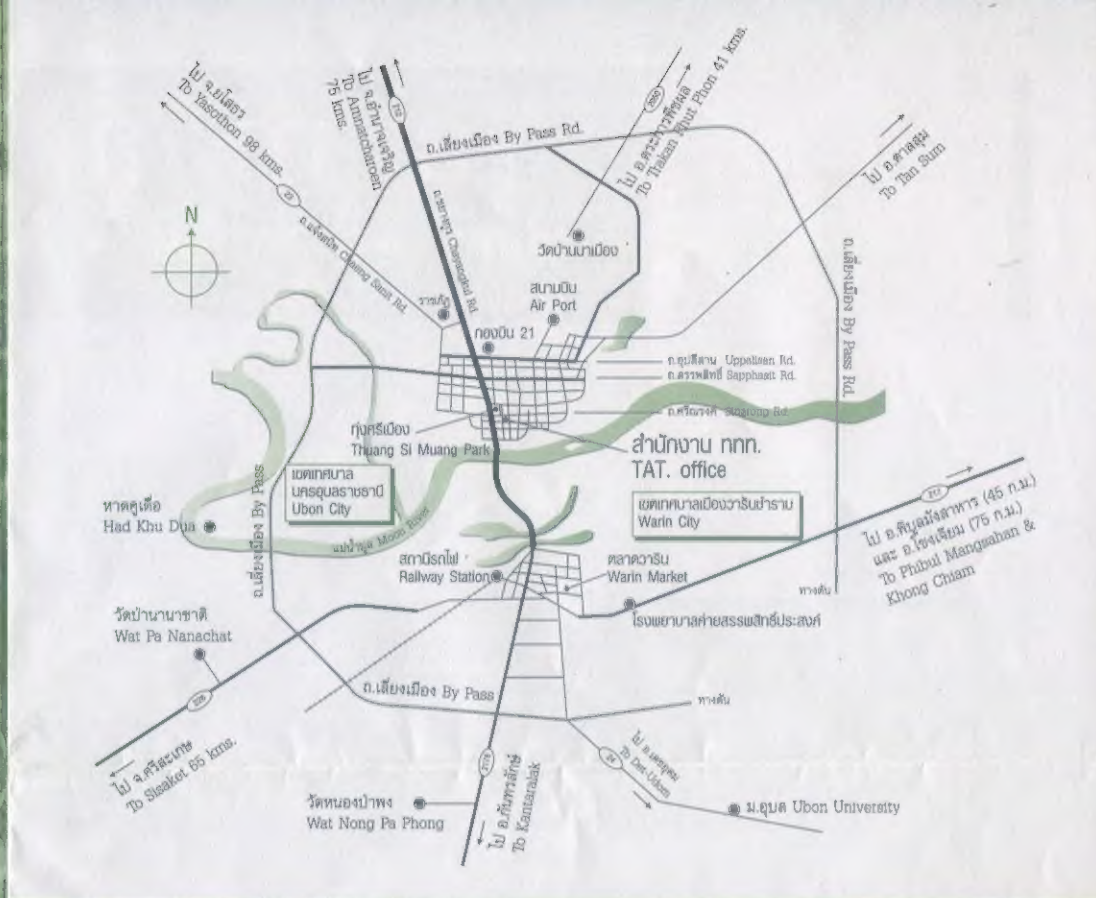 ไป จ.ยโสธร
To Yasothon 98 kms.
ไป จ.อำนาจเจริญ
To Amnatcharoen
75 kms.
212
23
ถ.เลี่ยงเมือง By Pass Rd.
2050
ไป อ.ตระการพืชผล
To Trakan Phut Phon 41 kms.
ไป อ.ตาลสุม
To Tan Sum
N
ถ.แจ้งสนิท Chaeng Sanit Rd.
ถ.ชยางกูร Chayangkul Rd.
วัดบ้านนาเมือง
ถ.เลี่ยงเมือง By Pass Rd.
สนามบิน
Air Port
ราชภัฏ
กองบิน 21
ถ.อุปลีสาน Uppalisan Rd.
ถ.สรรพสิทธิ์ Sapphasit Rd.
ถ.ศรีณรงค์ Sinarong Rd.
ทุ่งศรีเมือง
Thuang Si Muang Park
สำนักงาน ททท.
TAT. office
เขตเทศบาล
นครอุบลราชธานี
Ubon City
เขตเทศบาลเมืองวารินชำราบ
Warin City
หาดคูเดื่อ
Had Khu Dua
ถ.เลี่ยงเมือง By Pass
แม่น้ำมูล Moon River
217
ไป อ.พิบูลมังสาหาร (45 ก.ม.)
และ อ.โขงเจียม (75 ก.ม.)
To Phibul Mangsahan &
Khong Chiam
สถานีรถไฟ
Railway Station
ตลาดวาริน
Warin Market
ทางตัน
โรงพยาบาลค่ายสรรพสิทธิ์ประสงค์
วัดป่านานาชาติ
Wat Pa Nanachat
226
ถ.เลี่ยงเมือง By Pass
ทางตัน
ไป จ.ศรีสะเกษ
To Sisaket 65 kms.
ไป อ.เดชอุดม
To Det-Udom
24
วัดหนองป่าพง
Wat Nong Pa Phong
2178
ไป อ.กันทรลักษ์
To Kantaralak
ม.อุบล Ubon University